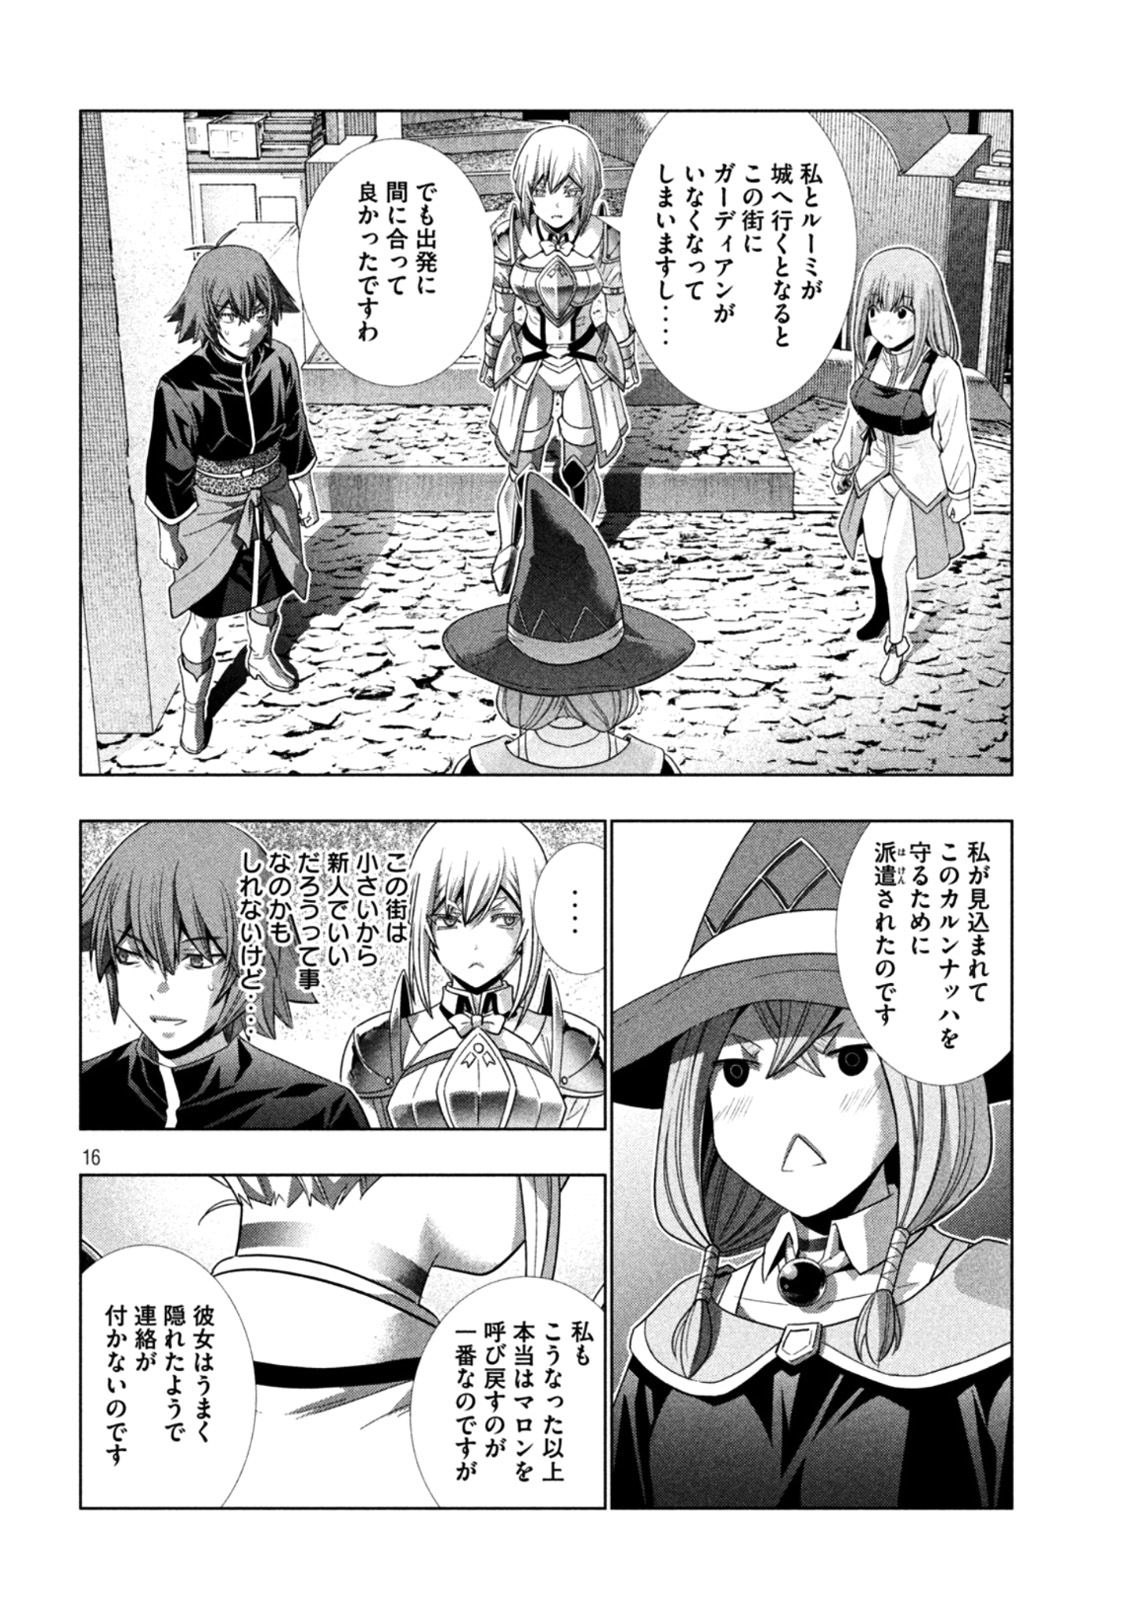 私とルーミが
城へ行くとなると
この街に
ガーディアンが
いなくなって
しまいますし‥‥
でも出発に
間に合って
良かったですわ
私が見込まれて
このカルンナッハを
守るために
派遣されたのです
はけん
‥‥
この街は
小さいから
新人でいい
だろうって事
なのかも
しれないけど‥‥
私も
こうなった以上
本当はマロンを
呼び戻すのが
一番なのですが
彼女はうまく
隠れたようで
連絡が
付かないのです
16